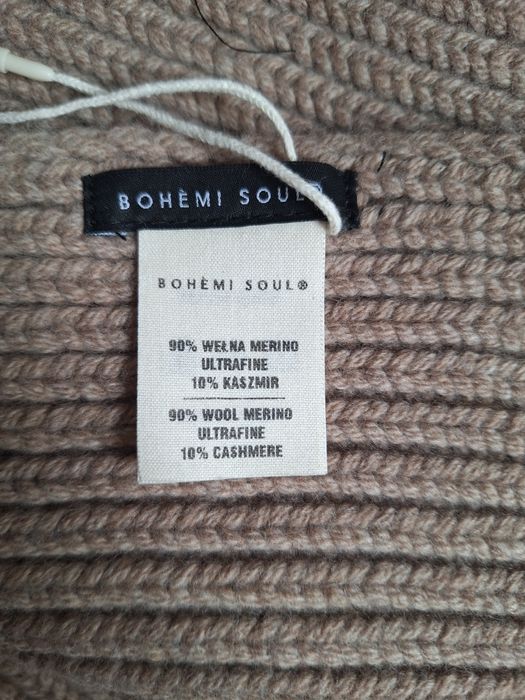 BOHÈMI SOUL®
BOHÈMI SOUL®
90% WEŁNA MERINO
ULTRAFINE
10% KASZMIR
90% WOOL MERINO
ULTRAFINE
10% CASHMERE